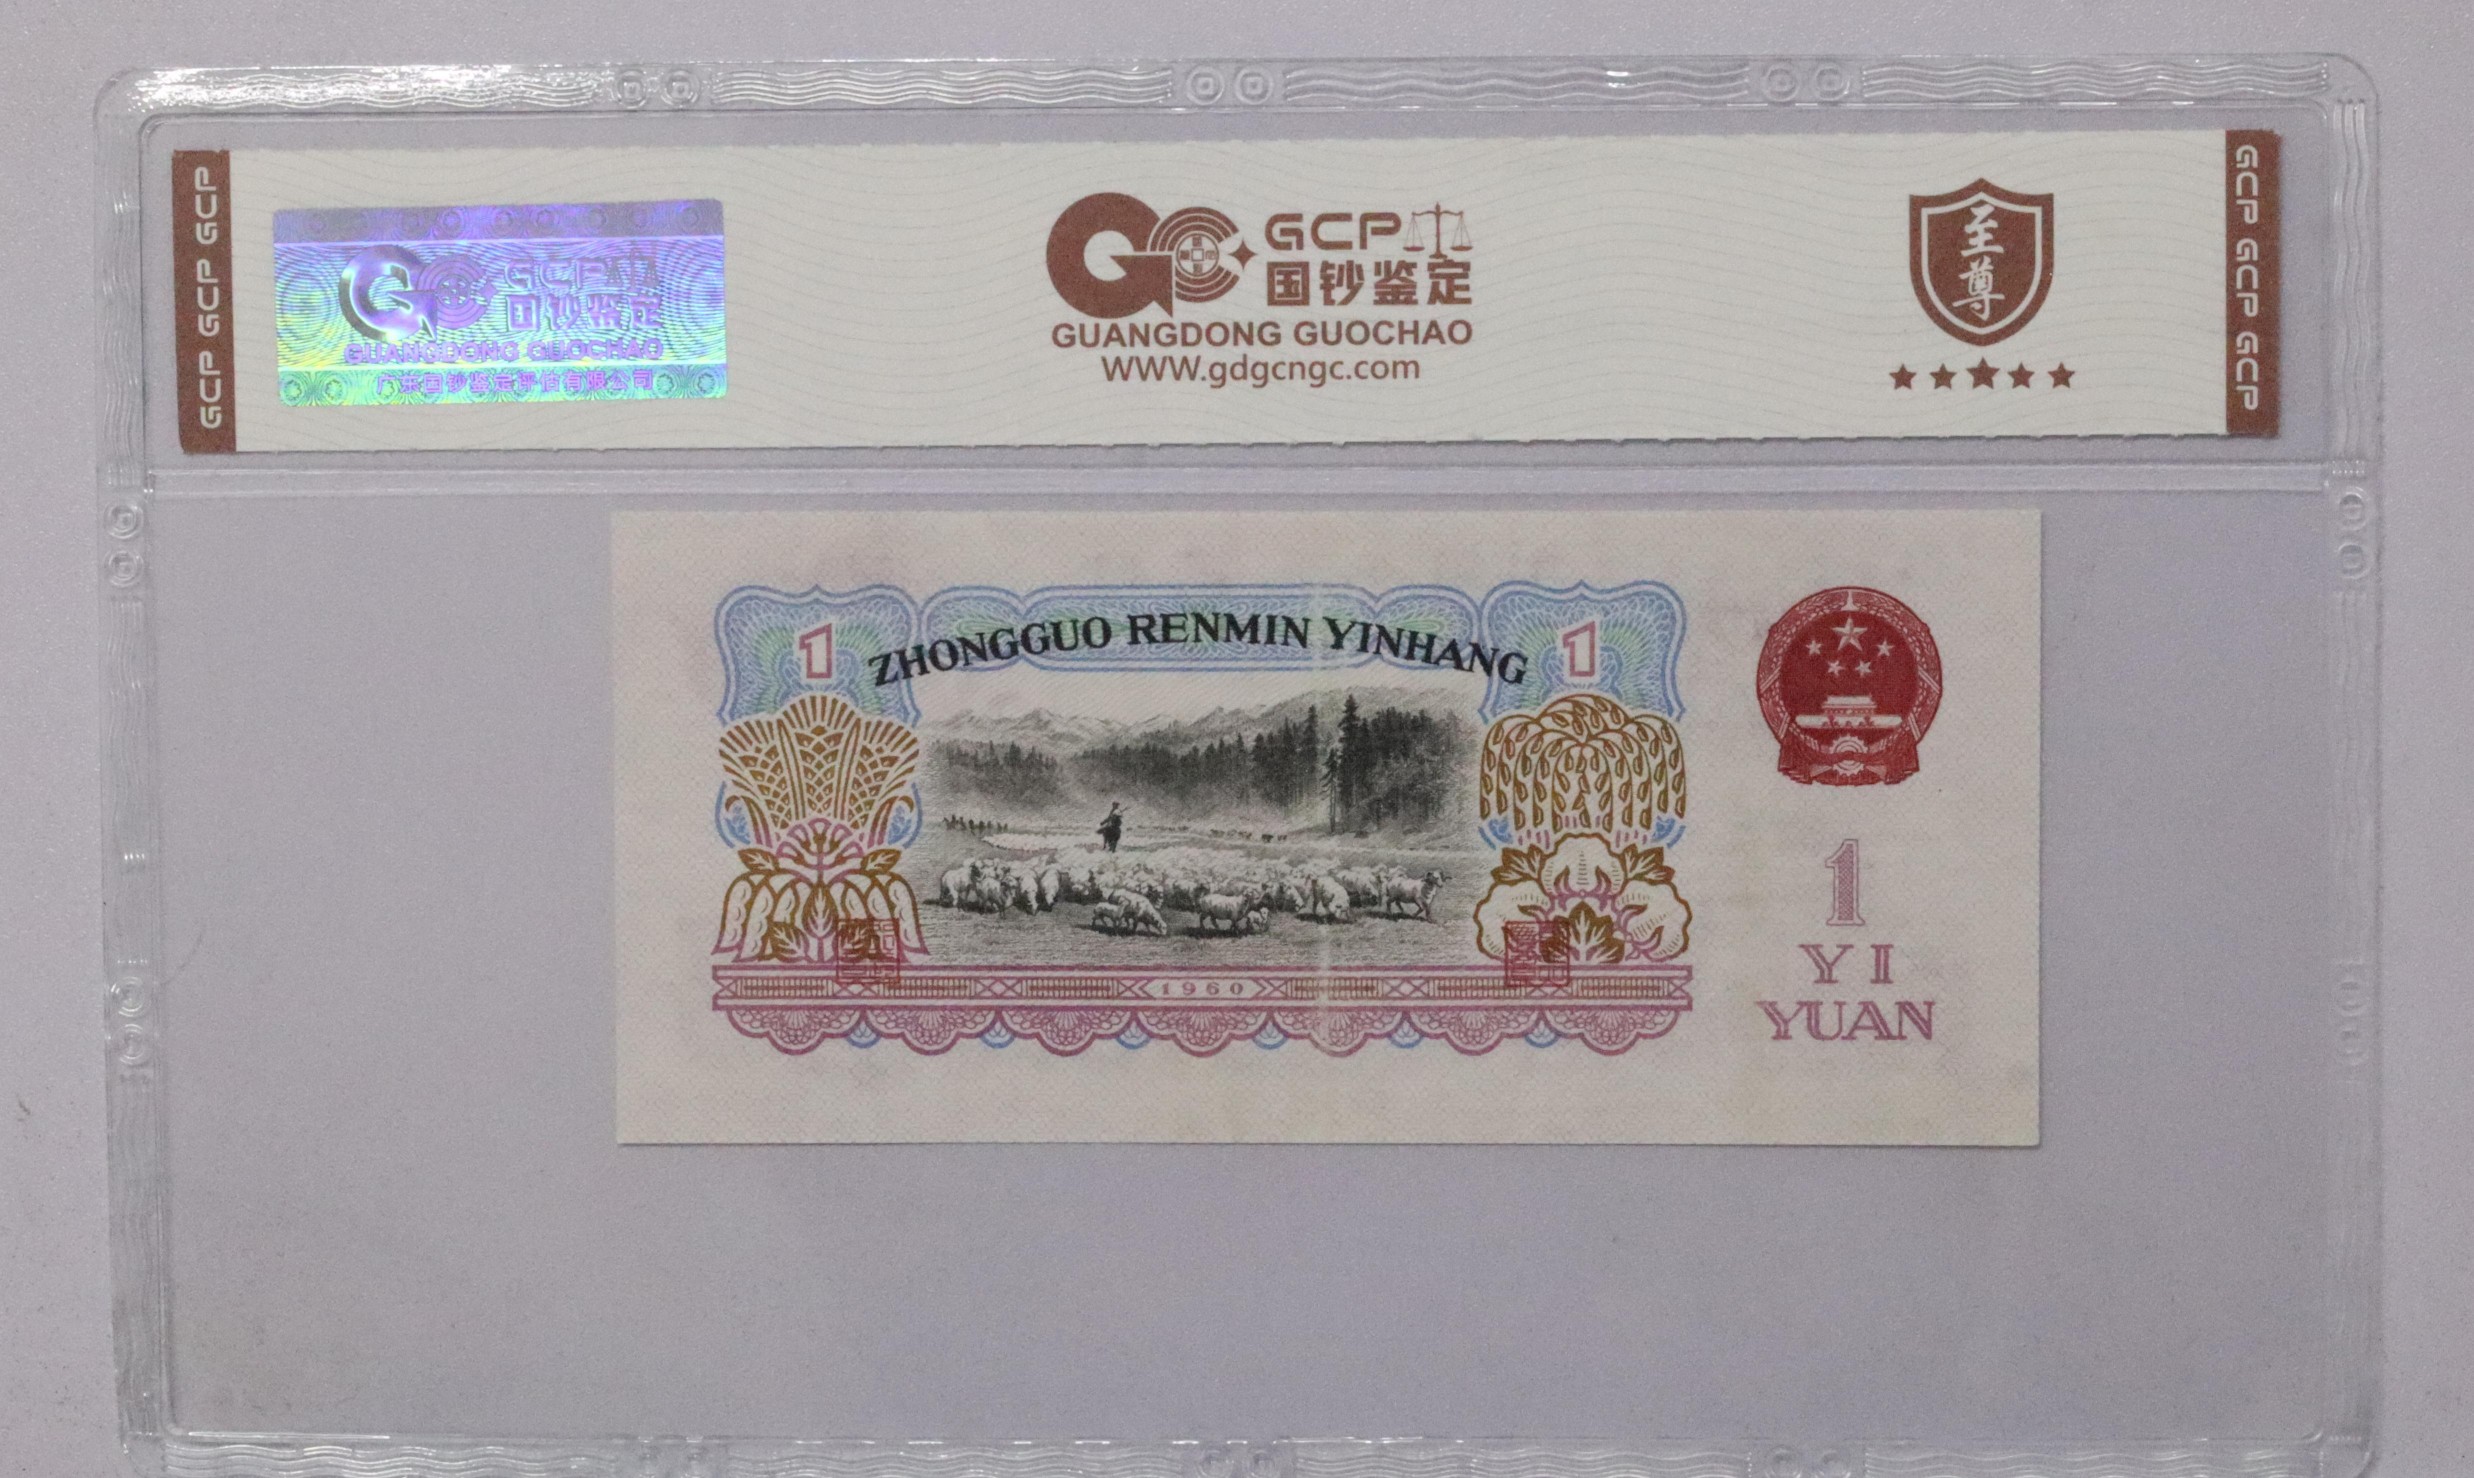 GCP GCP GCP
GCP
国钞鉴定
GUANGDONG GUOCHAO
广东国钞鉴定评估有限公司
GC
GCP
国钞鉴定
GUANGDONG GUOCHAO
WWW.gdgcngc.com
至尊
GCP GCP GCP
ZHONGGUO RENMIN YINHANG
1
1
1960
1
YI
YUAN